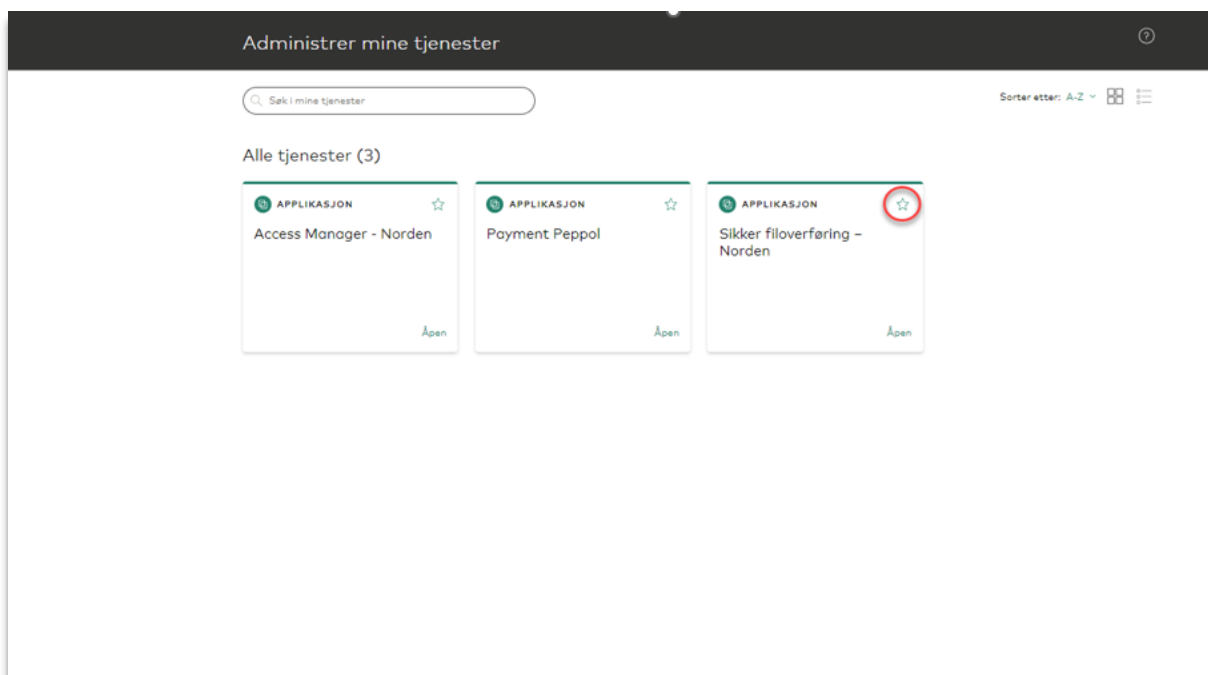 Administrer mine tjenester
Søk i mine tjenester
Sorter etter: A-Z
Alle tjenester (3)
APPLIKASJON
Access Manager - Norden
Åpen
APPLIKASJON
Payment Peppol
Åpen
APPLIKASJON
Sikker filoverføring –
Norden
Åpen